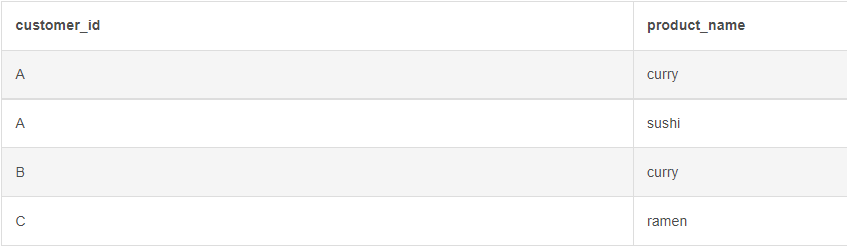 customer_id product_name
A curry
A sushi
B curry
C ramen